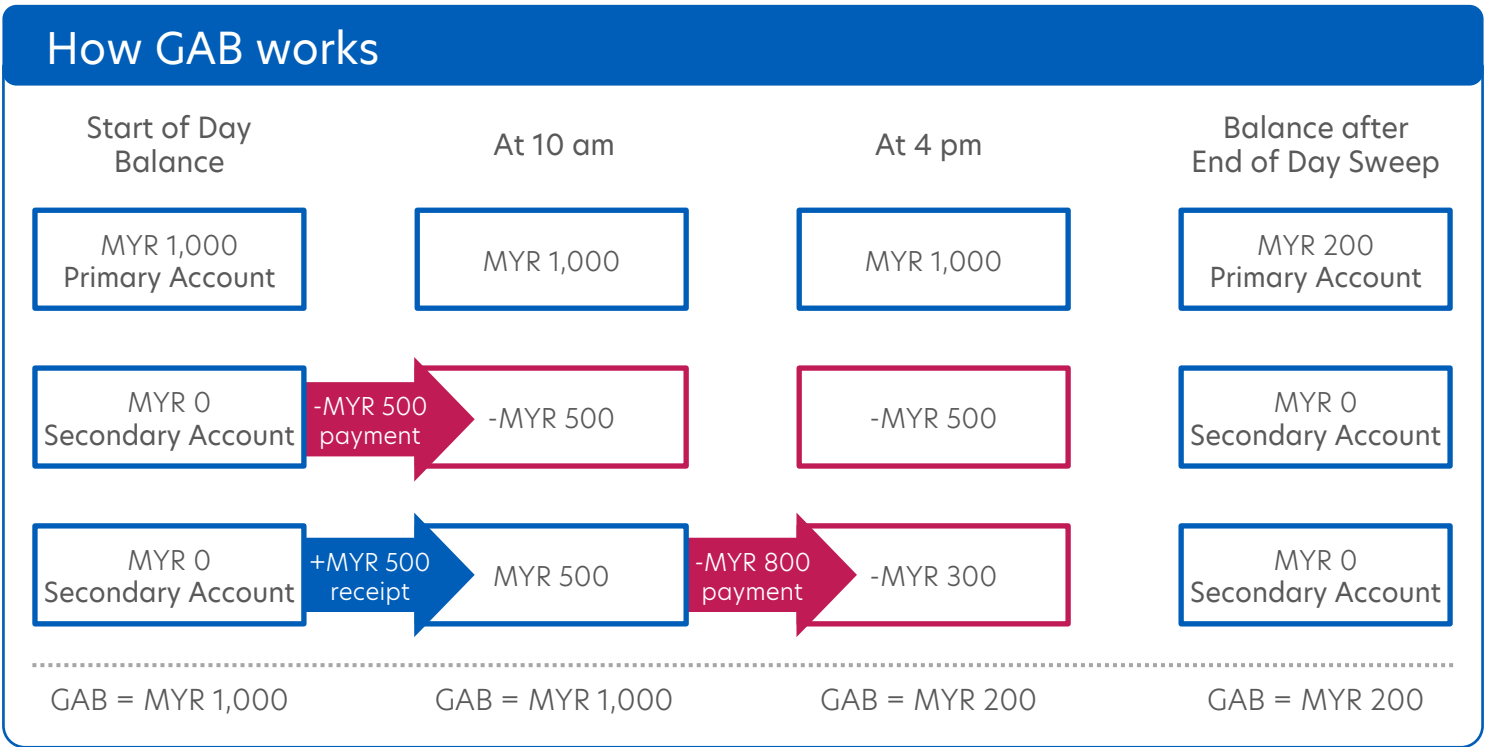 How GAB works
Start of Day
Balance
At 10 am
At 4 pm
Balance after
End of Day Sweep
MYR 1,000
Primary Account
MYR 1,000
MYR 1,000
MYR 200
Primary Account
MYR 0
Secondary Account
-MYR 500
payment
-MYR 500
-MYR 500
MYR 0
Secondary Account
MYR 0
Secondary Account
+MYR 500
receipt
MYR 500
-MYR 800
payment
-MYR 300
MYR 0
Secondary Account
GAB = MYR 1,000
GAB = MYR 1,000
GAB = MYR 200
GAB = MYR 200